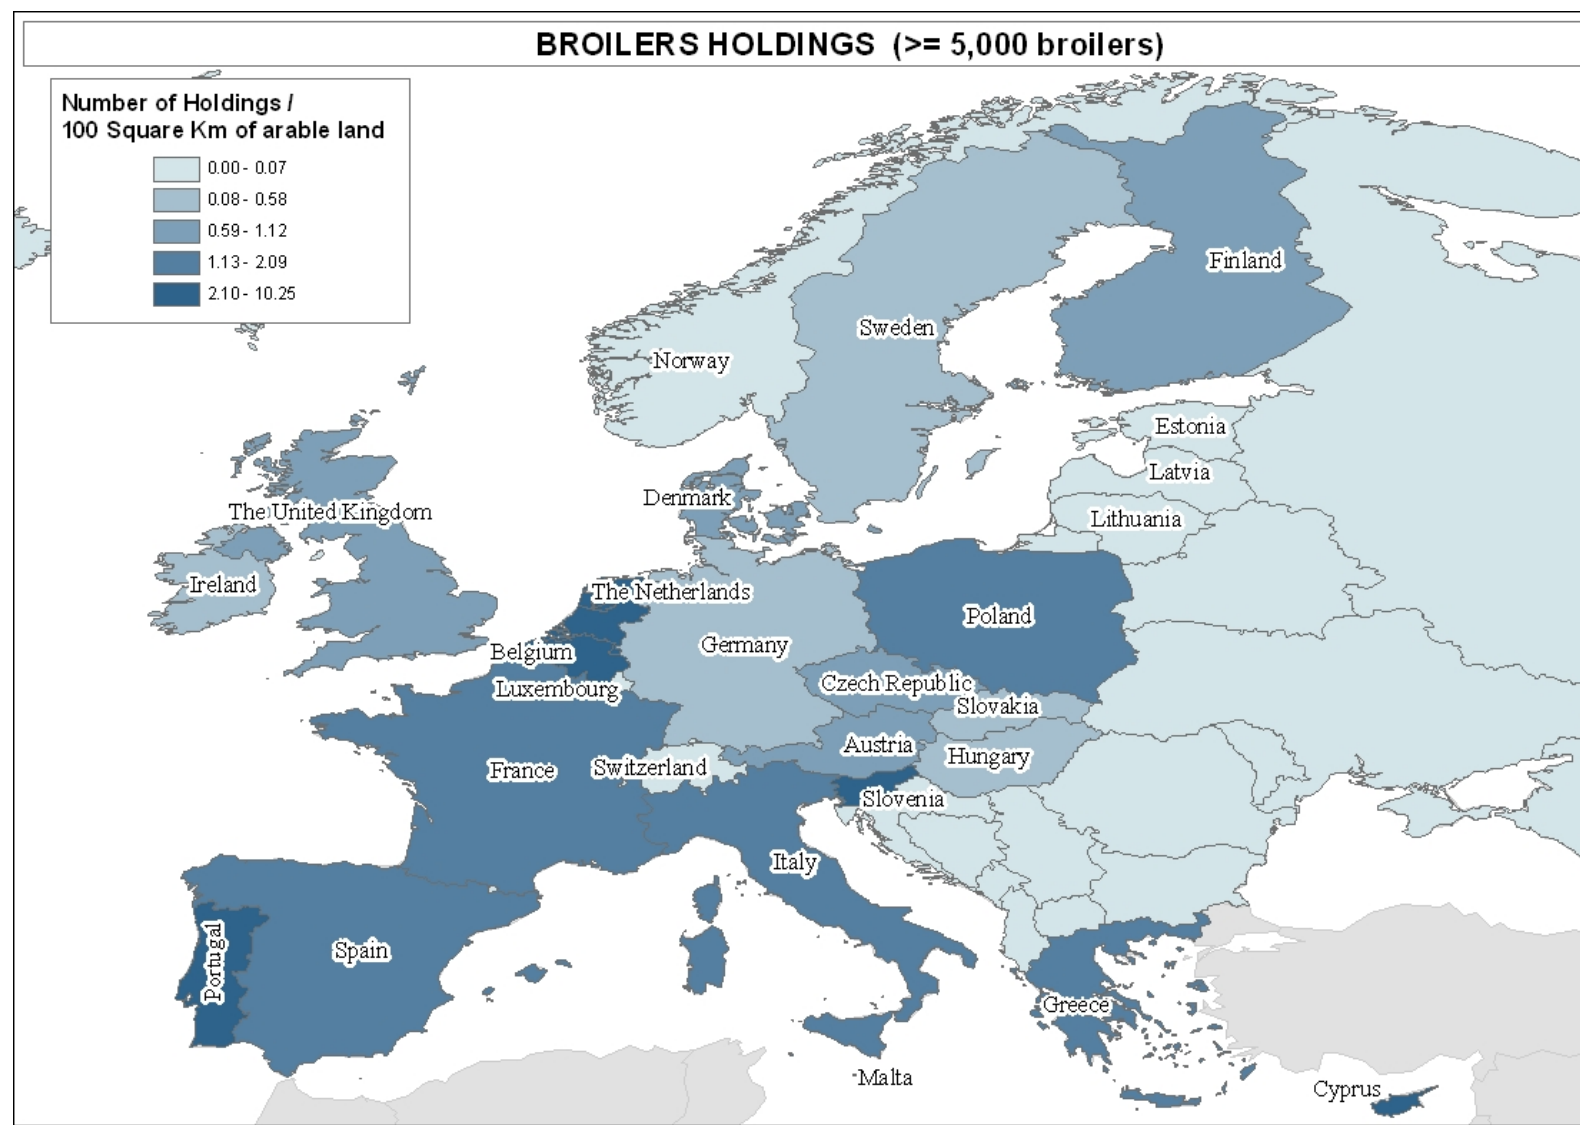 BROILERS HOLDINGS (>= 5,000 broilers)
Number of Holdings /
100 Square Km of arable land
0.00 - 0.07
0.08 - 0.58
0.59 - 1.12
1.13 - 2.09
2.10 - 10.25
Finland
Sweden
Norway
Estonia
Latvia
Denmark
The United Kingdom
Lithuania
Ireland
The Netherlands
Poland
Germany
Belgium
Czech Republic
Luxembourg
Slovakia
Austria
Hungary
Switzerland
France
Slovenia
Italy
Spain
Portugal
Greece
Malta
Cyprus